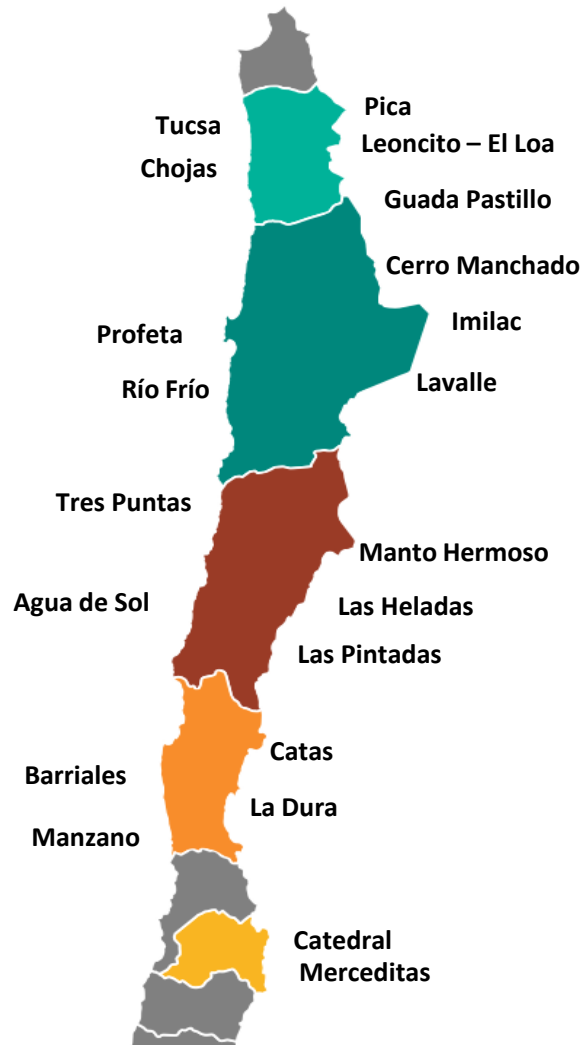 Pica
Tucsa
Leoncito – El Loa
Chojas
Guada Pastillo
Cerro Manchado
Imilac
Profeta
Lavalle
Río Frío
Tres Puntas
Manto Hermoso
Agua de Sol
Las Heladas
Las Pintadas
Catas
Barriales
La Dura
Manzano
Catedral
Merceditas